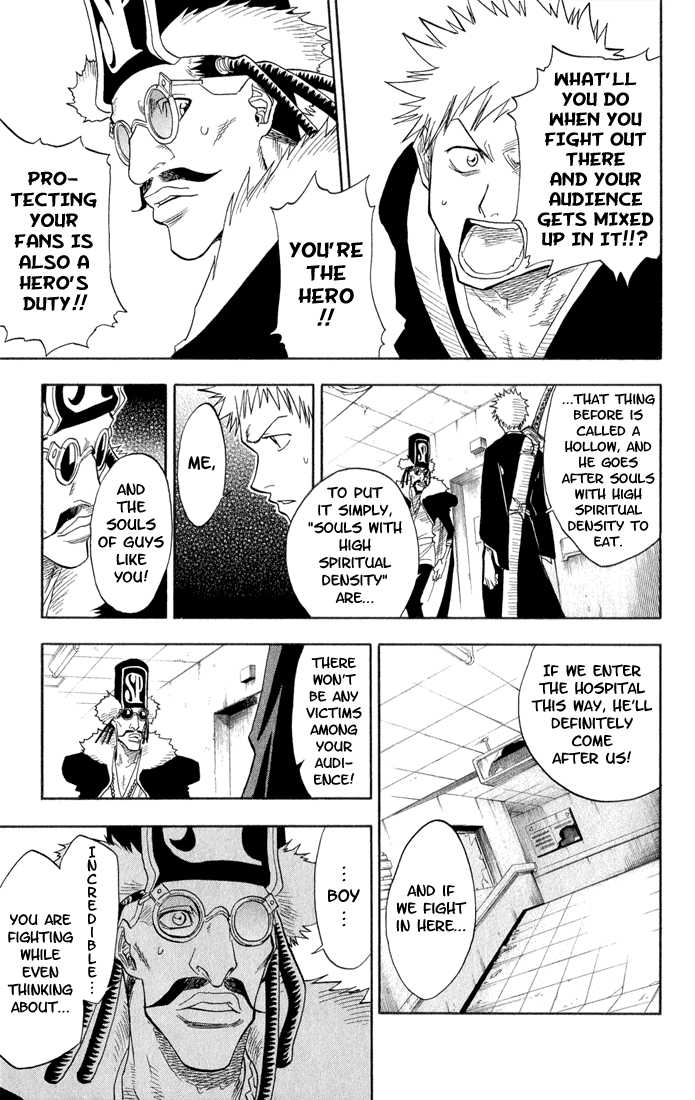 WHAT'LL
YOU DO
WHEN YOU
FIGHT OUT
THERE
AND YOUR
AUDIENCE
GETS MIXED
UP IN IT!!?
YOU'RE
THE
HERO
!!
PRO-
TECTING
YOUR
FANS IS
ALSO A
HERO'S
DUTY!!
...THAT THING
BEFORE IS
CALLED A
HOLLOW, AND
HE GOES
AFTER SOULS
WITH HIGH
SPIRITUAL
DENSITY TO
EAT.
TO PUT
IT SIMPLY,
"SOULS WITH
HIGH
SPIRITUAL
DENSITY"
ARE...
ME,
AND
THE
SOULS
OF GUYS
LIKE
YOU!
IF WE ENTER
THE HOSPITAL
THIS WAY, HE'LL
DEFINITELY
COME
AFTER US!
AND IF
WE FIGHT
IN HERE...
THERE
WON'T
BE ANY
VICTIMS
AMONG
YOUR
AUDI-
ENCE!
...
BOY
...
INCREDIBLE...
YOU ARE
FIGHTING
WHILE
EVEN
THINKING
ABOUT...